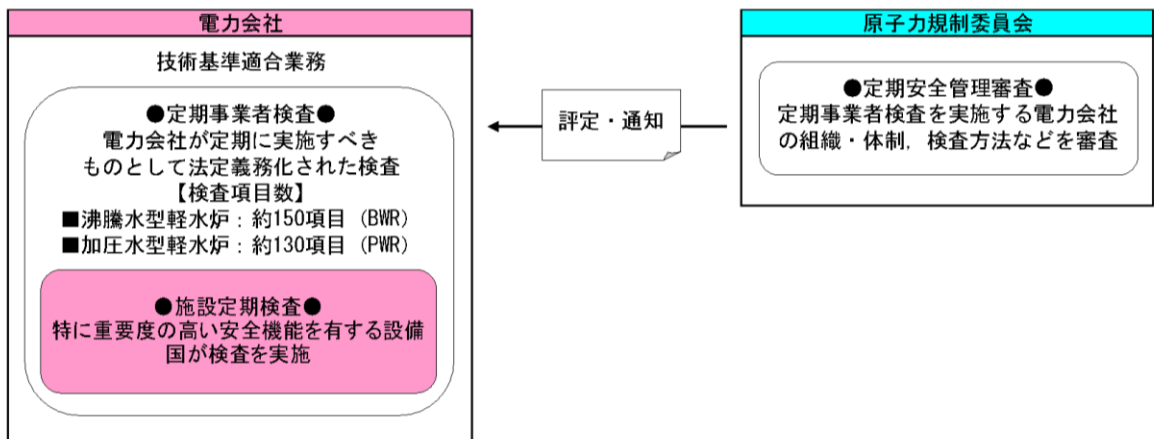 電力会社
技術基準適合業務
●定期事業者検査●
電力会社が定期に実施すべき
ものとして法定義務化された検査
【検査項目数】
■沸騰水型軽水炉：約150項目（BWR）
■加圧水型軽水炉：約130項目（PWR）
●施設定期検査●
特に重要度の高い安全機能を有する設備
国が検査を実施
評定・通知
原子力規制委員会
●定期安全管理審査●
定期事業者検査を実施する電力会社
の組織・体制，検査方法などを審査